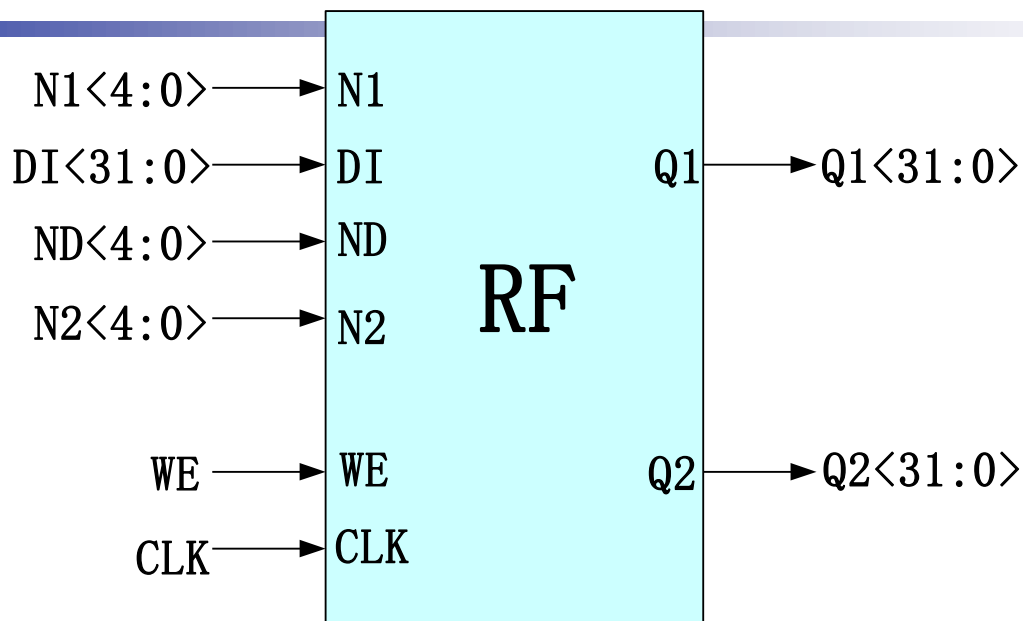 N1<4:0>
DI<31:0>
ND<4:0>
N2<4:0>
WE
CLK
N1
DI
ND
N2
WE
CLK
RF
Q1
Q2
Q1<31:0>
Q2<31:0>